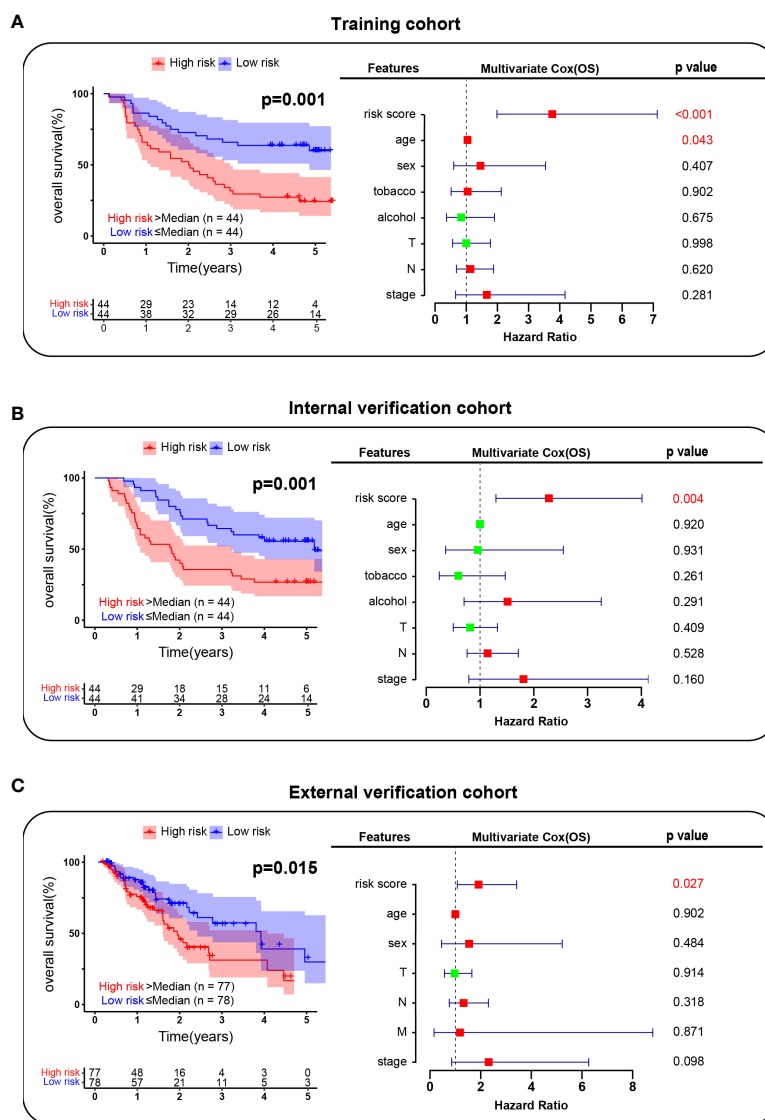 A
Training cohort
High risk Low risk
p=0.001
overall survival(%)
100
50
0
High risk >Median (n = 44)
Low risk ≤Median (n = 44)
0 1 2 3 4 5
Time(years)
High risk 44 29 23 14 12 4
Low risk 44 38 32 29 26 14
0 1 2 3 4 5
Features Multivariate Cox(OS) p value
risk score <0.001
age 0.043
sex 0.407
tobacco 0.902
alcohol 0.675
T 0.998
N 0.620
stage 0.281
0 1 2 3 4 5 6 7
Hazard Ratio
B
Internal verification cohort
High risk Low risk
p=0.001
overall survival(%)
100
50
0
High risk >Median (n = 44)
Low risk ≤Median (n = 44)
0 1 2 3 4 5
Time(years)
High risk 44 29 18 15 11 6
Low risk 44 41 34 28 24 14
0 1 2 3 4 5
Features Multivariate Cox(OS) p value
risk score 0.004
age 0.920
sex 0.931
tobacco 0.261
alcohol 0.291
T 0.409
N 0.528
stage 0.160
0 1 2 3 4
Hazard Ratio
C
External verification cohort
High risk Low risk
p=0.015
overall survival(%)
100
50
0
High risk >Median (n = 77)
Low risk ≤Median (n = 78)
0 1 2 3 4 5
Time(years)
High risk 77 48 16 4 3 0
Low risk 78 57 21 11 5 3
0 1 2 3 4 5
Features Multivariate Cox(OS) p value
risk score 0.027
age 0.902
sex 0.484
T 0.914
N 0.318
M 0.871
stage 0.098
0 2 4 6 8
Hazard Ratio